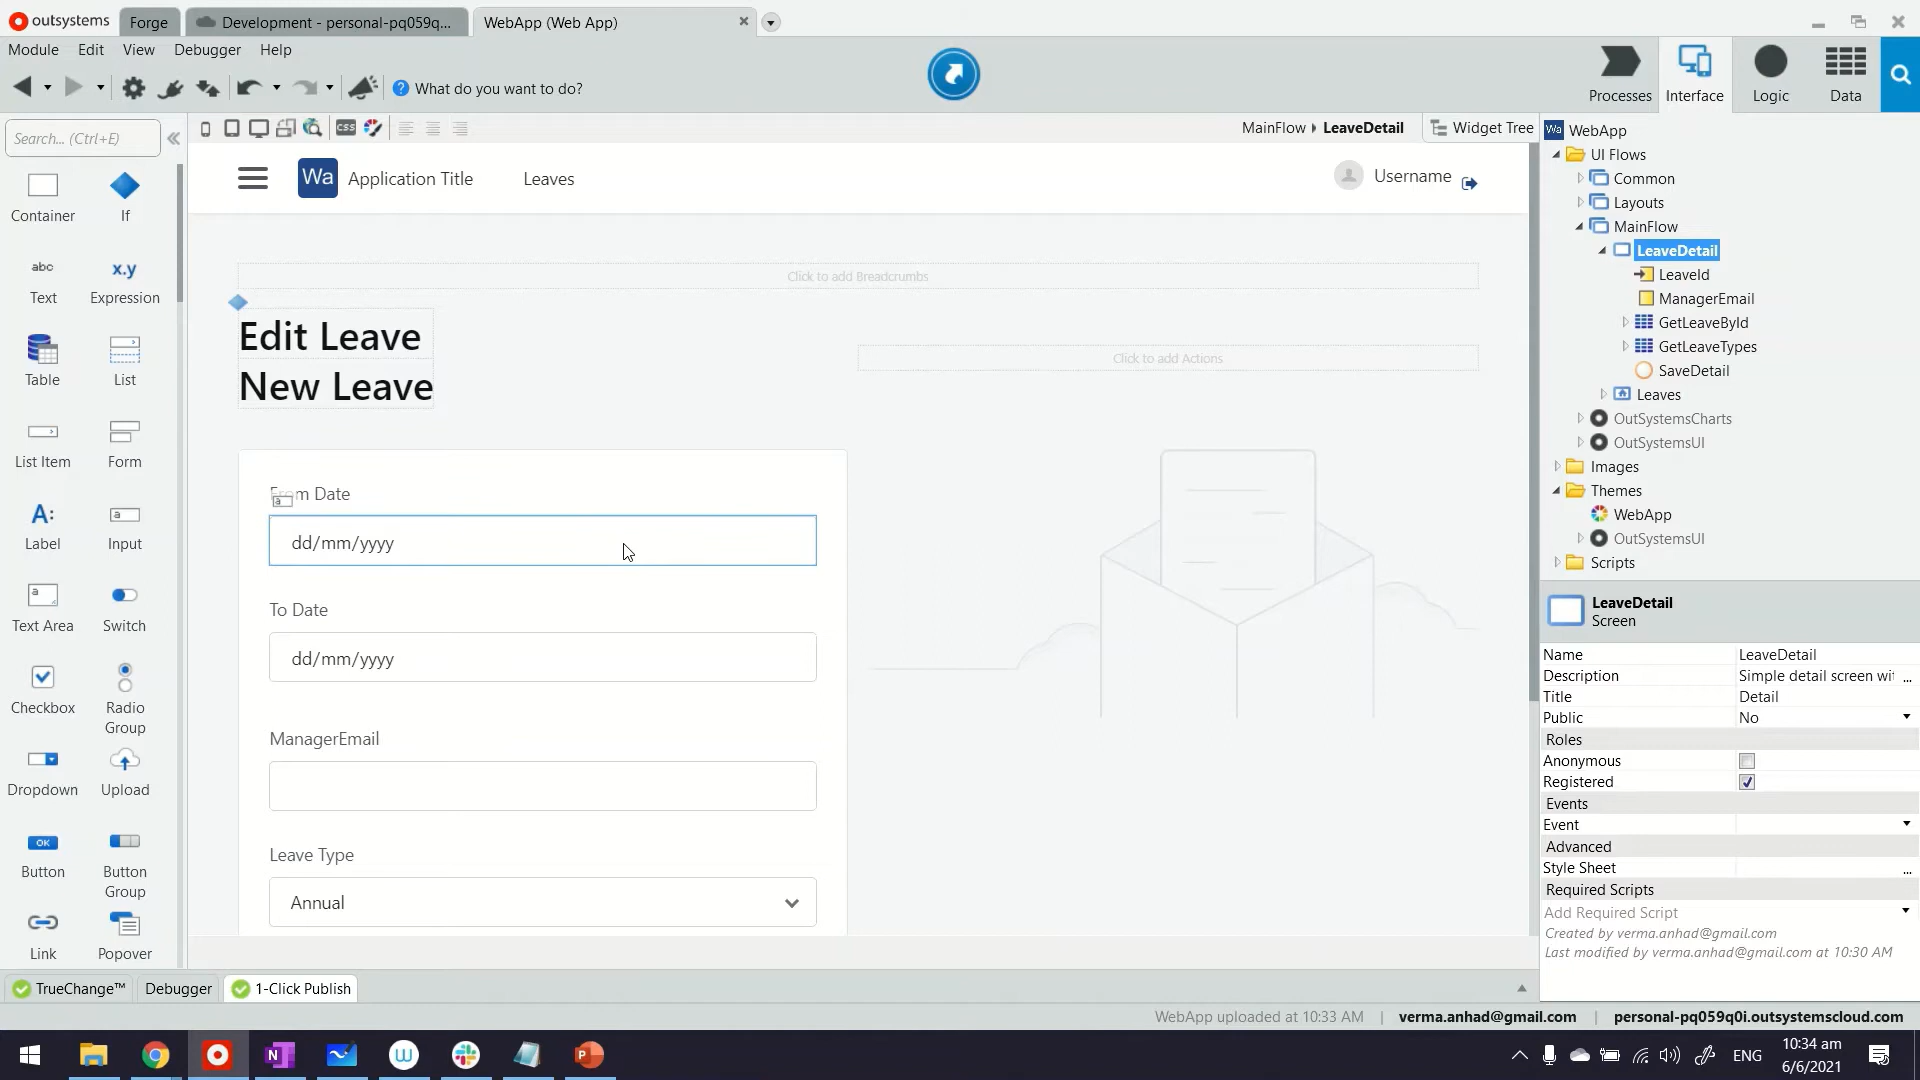 outsystems
Forge
Development - personal-pq059q...
WebApp (Web App)
Module
Edit
View
Debugger
Help
What do you want to do?
Processes
Interface
Logic
Data
Search... (Ctrl+E)
CSS
MainFlow
LeaveDetail
Widget Tree
Container
If
abc
Text
x.y
Expression
Table
List
List Item
Form
A:
Label
a
Input
a
Text Area
Switch
Checkbox
Radio Group
Dropdown
Upload
OK
Button
Button Group
Link
Popover
Wa
Application Title
Leaves
Username
Click to add Breadcrumbs
Edit Leave
New Leave
Click to add Actions
From Date
a
dd/mm/yyyy
To Date
dd/mm/yyyy
ManagerEmail
Leave Type
Annual
Wa
WebApp
UI Flows
Common
Layouts
MainFlow
LeaveDetail
LeaveId
ManagerEmail
GetLeaveById
GetLeaveTypes
SaveDetail
Leaves
OutSystemsCharts
OutSystemsUI
Images
Themes
WebApp
OutSystemsUI
Scripts
LeaveDetail
Screen
Name LeaveDetail
Description Simple detail screen wit ...
Title Detail
Public No
Roles
Anonymous
Registered
Events
Event
Advanced
Style Sheet ...
Required Scripts
Add Required Script
Created by verma.anhad@gmail.com
Last modified by verma.anhad@gmail.com at 10:30 AM
TrueChange™
Debugger
1-Click Publish
WebApp uploaded at 10:33 AM | verma.anhad@gmail.com | personal-pq059q0i.outsystemscloud.com
ENG
10:34 am
6/6/2021